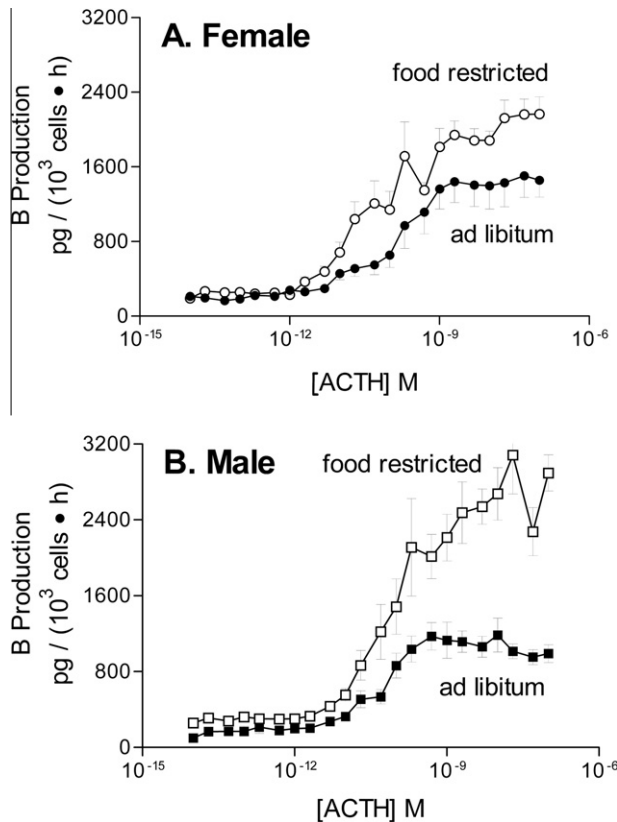 A. Female
3200
2400
1600
800
0
B Production
pg / (10³ cells • h)
food restricted
ad libitum
10⁻¹⁵
10⁻¹²
10⁻⁹
10⁻⁶
[ACTH] M
B. Male
3200
2400
1600
800
0
B Production
pg / (10³ cells • h)
food restricted
ad libitum
10⁻¹⁵
10⁻¹²
10⁻⁹
10⁻⁶
[ACTH] M